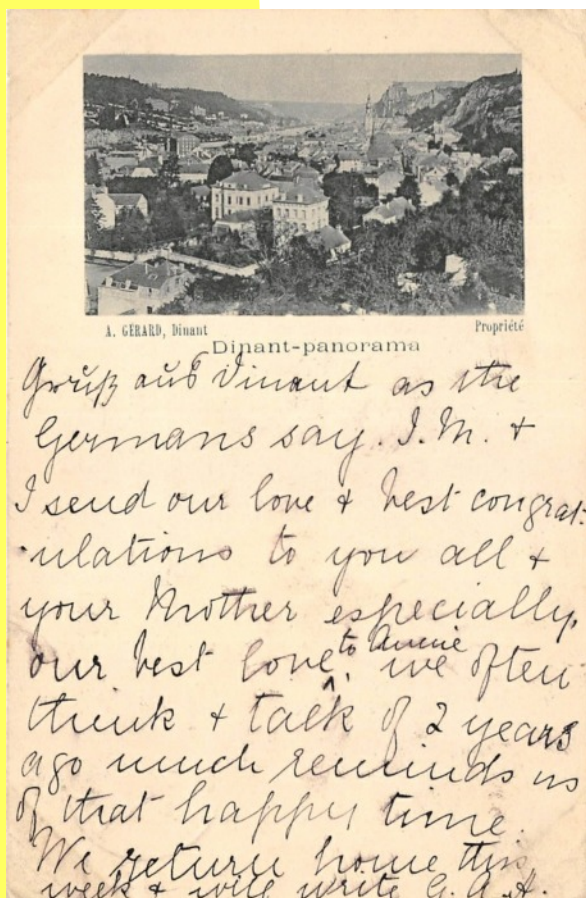 A. GÉRARD, Dinant
Propriété
Dinant-panorama
Gruß aus Dinant as the
Germans say. J. M. +
I send our love + best congrat-
ulations to you all +
your Mother especially,
our best love to Annie, we often
think + talk of 2 years
ago much reminds us
of that happy time.
We return home this
week + will write G. A. H.